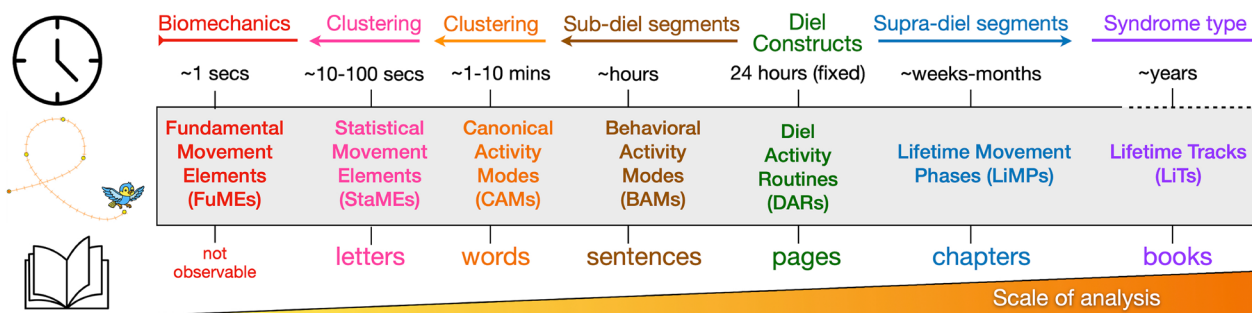 Biomechanics
Clustering
Clustering
Sub-diel segments
Diel
Constructs
Supra-diel segments
Syndrome type
~1 secs
~10-100 secs
~1-10 mins
~hours
24 hours (fixed)
~weeks-months
~years
Fundamental
Movement
Elements
(FuMEs)
Statistical
Movement
Elements
(StaMEs)
Canonical
Activity
Modes
(CAMs)
Behavioral
Activity
Modes
(BAMs)
Diel
Activity
Routines
(DARs)
Lifetime Movement
Phases (LiMPs)
Lifetime Tracks
(LiTs)
not
observable
letters
words
sentences
pages
chapters
books
Scale of analysis